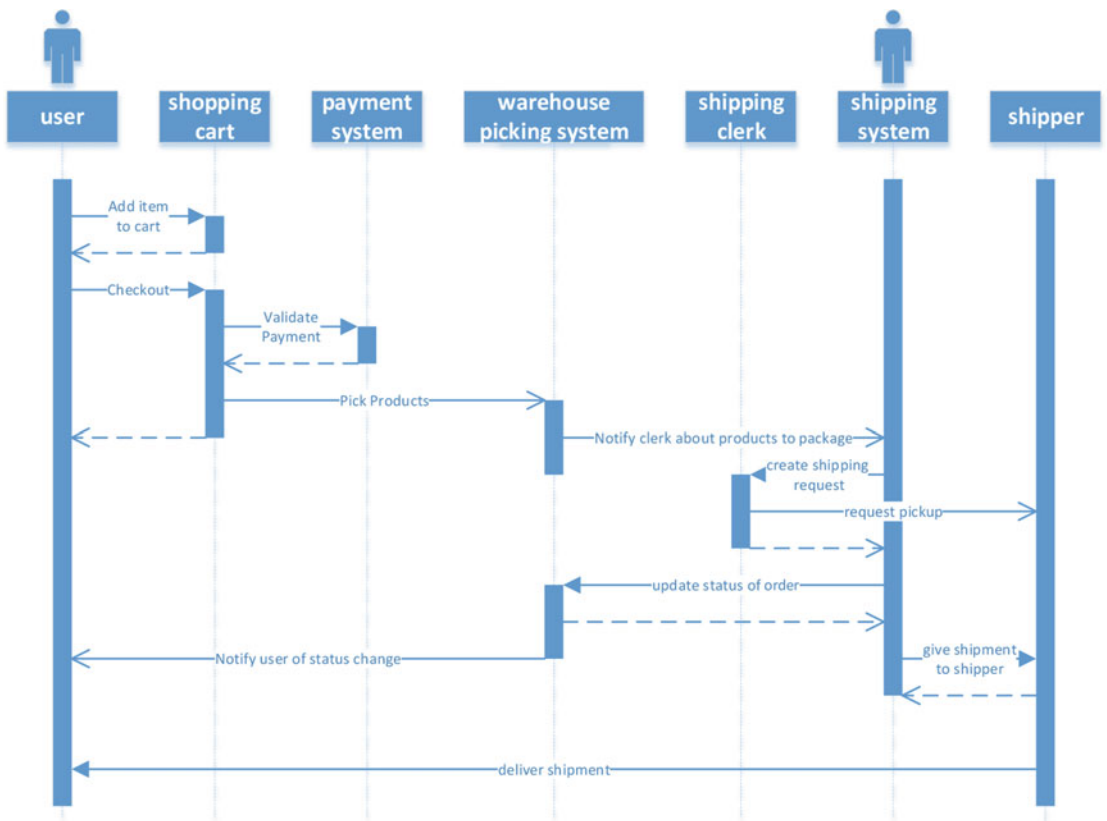 user
shopping
cart
payment
system
warehouse
picking system
shipping
clerk
shipping
system
shipper
Add item
to cart
Checkout
Validate
Payment
Pick Products
Notify clerk about products to package
create shipping
request
request pickup
update status of order
Notify user of status change
give shipment
to shipper
deliver shipment